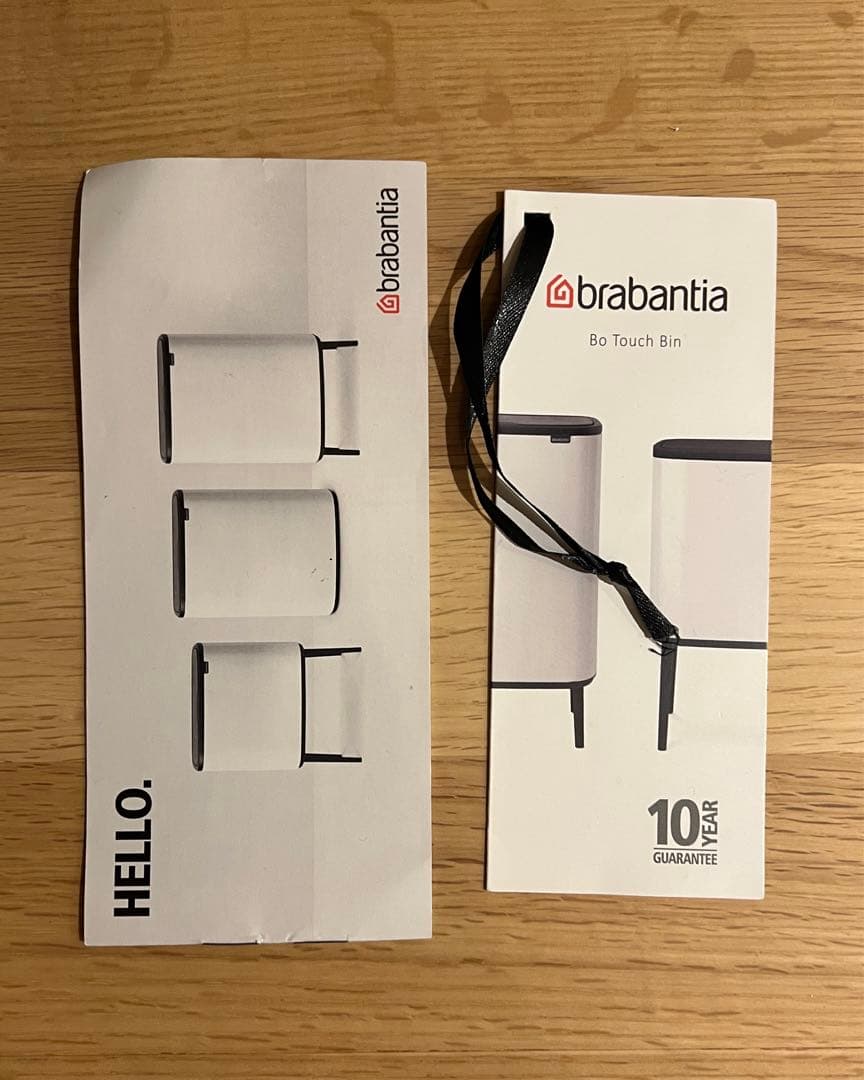 HELLO.
brabantia
brabantia
Bo Touch Bin
10 YEAR
GUARANTEE